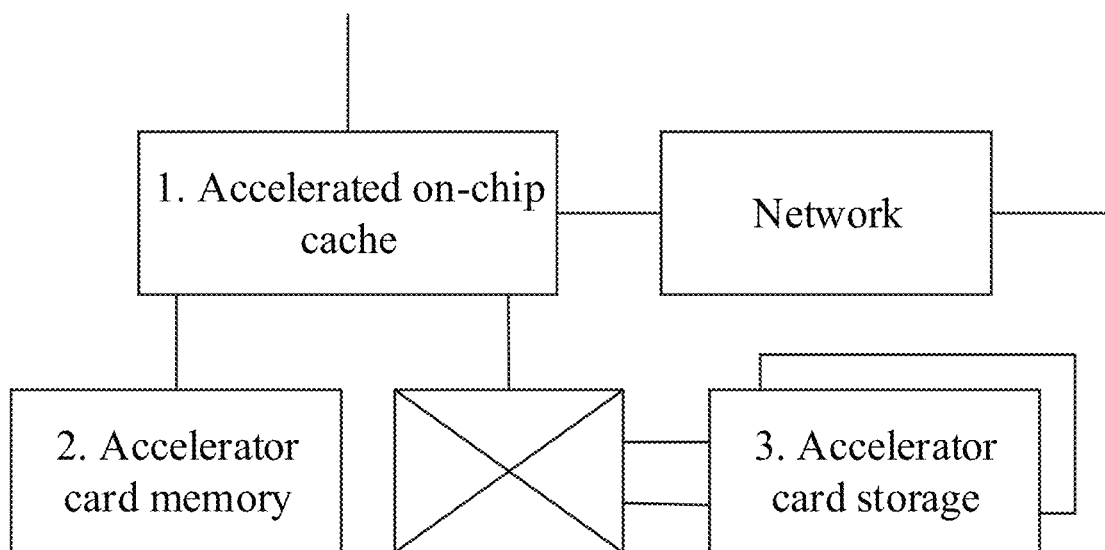 1. Accelerated on-chip
cache
Network
2. Accelerator
card memory
3. Accelerator
card storage